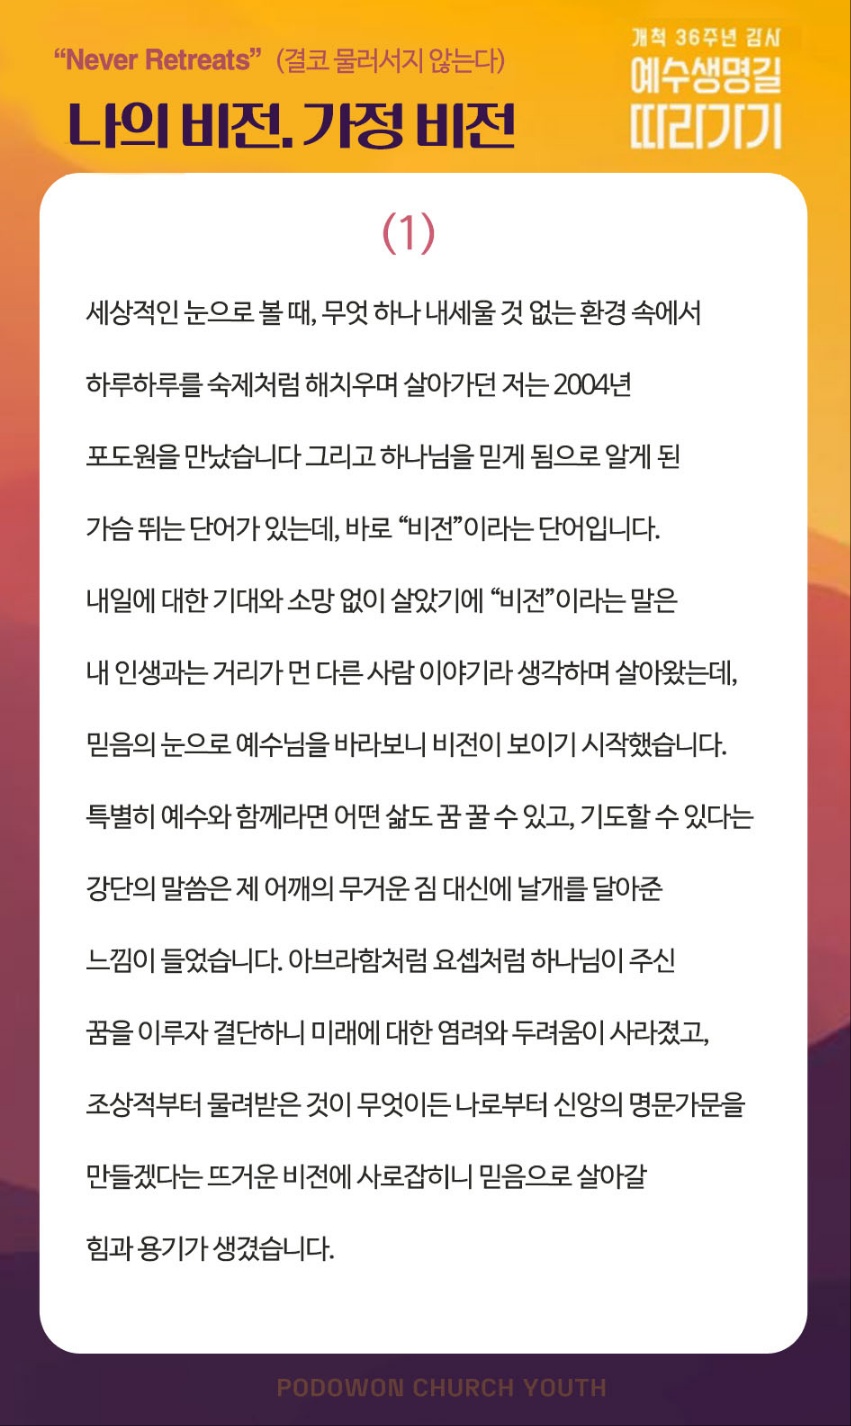 “Never Retreats” (결코 물러서지 않는다)
나의 비전. 가정 비전
개척 36주년 감사
예수생명길
따라가기
(1)
세상적인 눈으로 볼 때, 무엇 하나 내세울 것 없는 환경 속에서
하루하루를 숙제처럼 해치우며 살아가던 저는 2004년
포도원을 만났습니다 그리고 하나님을 믿게 됨으로 알게 된
가슴 뛰는 단어가 있는데, 바로 “비전”이라는 단어입니다.
내일에 대한 기대와 소망 없이 살았기에 “비전”이라는 말은
내 인생과는 거리가 먼 다른 사람 이야기라 생각하며 살아왔는데,
믿음의 눈으로 예수님을 바라보니 비전이 보이기 시작했습니다.
특별히 예수와 함께라면 어떤 삶도 꿈 꿀 수 있고, 기도할 수 있다는
강단의 말씀은 제 어깨의 무거운 짐 대신에 날개를 달아준
느낌이 들었습니다. 아브라함처럼 요셉처럼 하나님이 주신
꿈을 이루자 결단하니 미래에 대한 염려와 두려움이 사라졌고,
조상적부터 물려받은 것이 무엇이든 나로부터 신앙의 명문가문을
만들겠다는 뜨거운 비전에 사로잡히니 믿음으로 살아갈
힘과 용기가 생겼습니다.
PODOWON CHURCH YOUTH